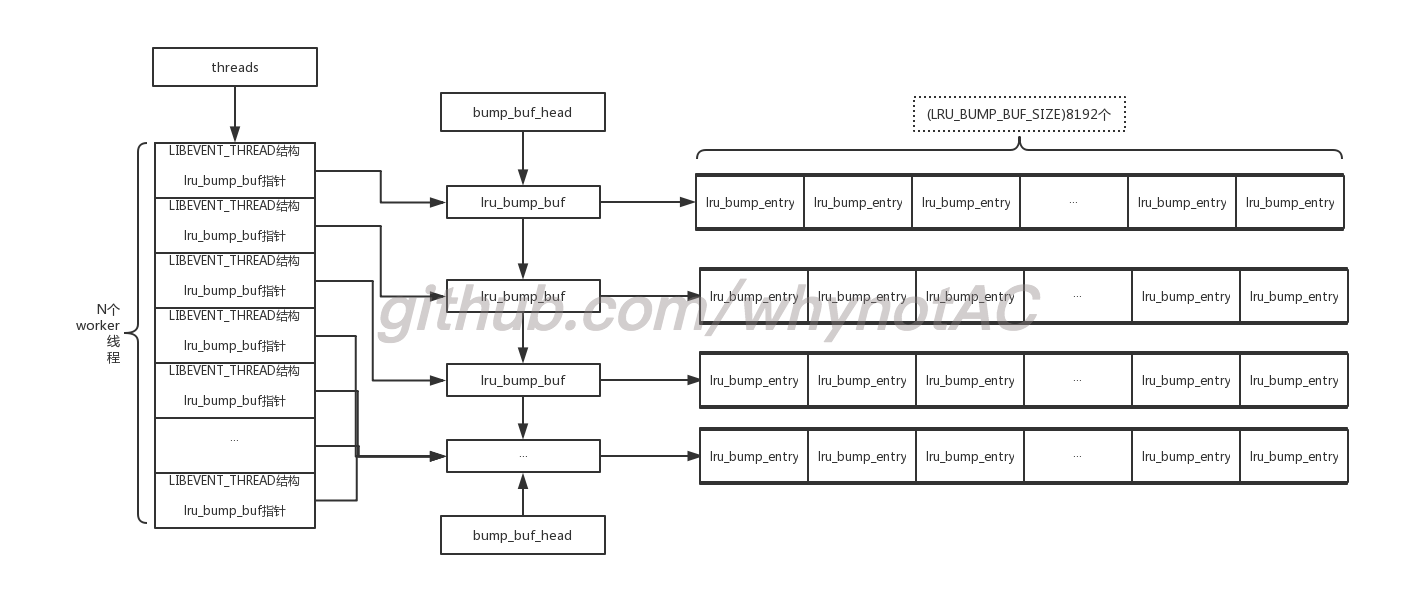 threads
bump_buf_head
(LRU_BUMP_BUF_SIZE)8192个
LIBEVENT_THREAD结构
lru_bump_buf指针
LIBEVENT_THREAD结构
lru_bump_buf指针
LIBEVENT_THREAD结构
lru_bump_buf指针
LIBEVENT_THREAD结构
lru_bump_buf指针
LIBEVENT_THREAD结构
lru_bump_buf指针
...
LIBEVENT_THREAD结构
lru_bump_buf指针
N个
worker
线
程
lru_bump_buf
lru_bump_entry lru_bump_entry lru_bump_entry ... lru_bump_entry lru_bump_entry
lru_bump_buf
lru_bump_entry lru_bump_entry lru_bump_entry ... lru_bump_entry lru_bump_entry
github.com/whynotAC
lru_bump_buf
lru_bump_entry lru_bump_entry lru_bump_entry ... lru_bump_entry lru_bump_entry
...
lru_bump_entry lru_bump_entry lru_bump_entry ... lru_bump_entry lru_bump_entry
bump_buf_head